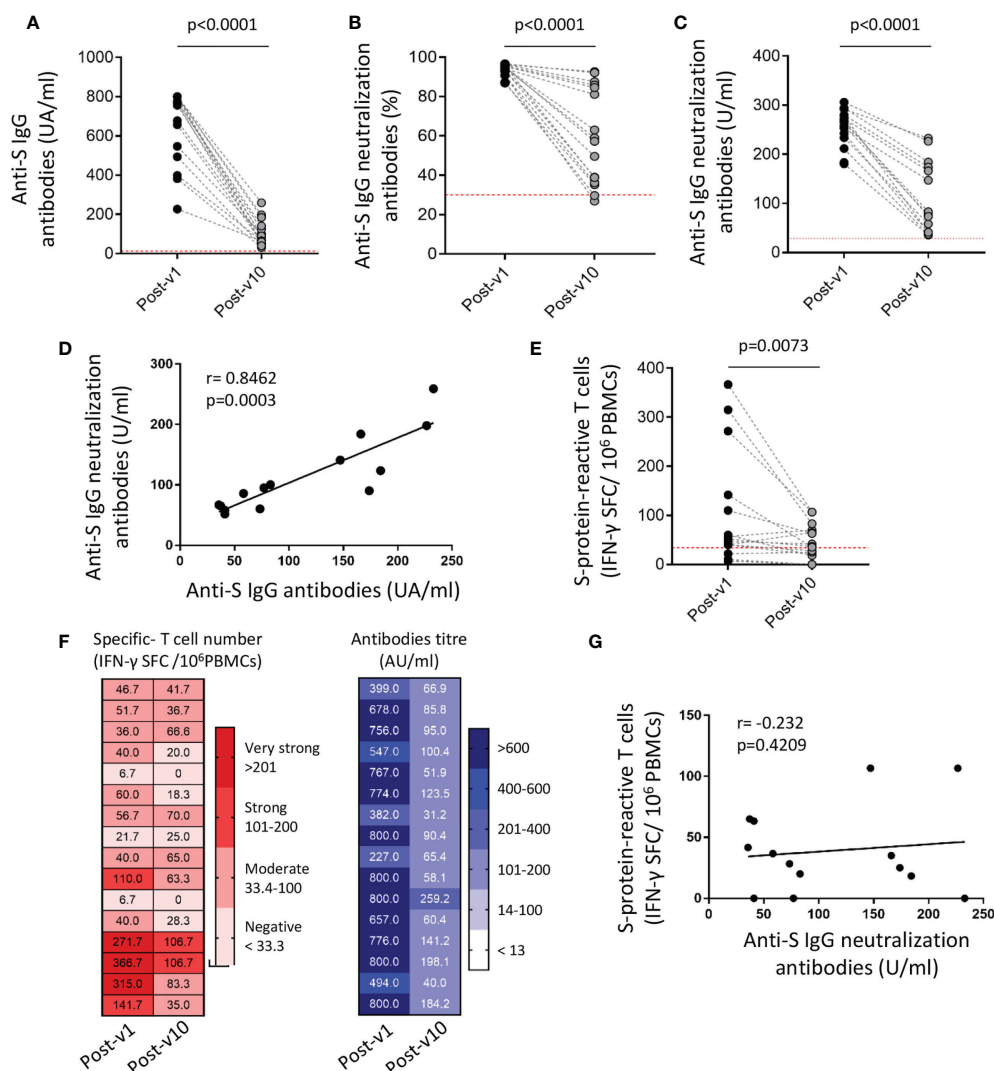 A
p<0.0001
Anti-S IgG
antibodies (UA/ml)
1000
800
600
400
200
0
Post-v1
Post-v10
B
p<0.0001
Anti-S IgG neutralization
antibodies (%)
100
80
60
40
20
0
Post-v1
Post-v10
C
p<0.0001
Anti-S IgG neutralization
antibodies (U/ml)
400
300
200
100
0
Post-v1
Post-v10
D
r= 0.8462
p=0.0003
Anti-S IgG neutralization
antibodies (U/ml)
300
200
100
0
0 50 100 150 200 250
Anti-S IgG antibodies (UA/ml)
E
p=0.0073
S-protein-reactive T cells
(IFN-γ SFC/ 10⁶ PBMCs)
400
300
200
100
0
Post-v1
Post-v10
F
Specific- T cell number
(IFN-γ SFC /10⁶PBMCs)
46.7 41.7
51.7 36.7
36.0 66.6
40.0 20.0
6.7 0
60.0 18.3
56.7 70.0
21.7 25.0
40.0 65.0
110.0 63.3
6.7 0
40.0 28.3
271.7 106.7
366.7 106.7
315.0 83.3
141.7 35.0
Post-v1
Post-v10
Very strong
>201
Strong
101-200
Moderate
33.4-100
Negative
< 33.3
Antibodies titre
(AU/ml)
399.0 66.9
678.0 85.8
756.0 95.0
547.0 100.4
767.0 51.9
774.0 123.5
382.0 31.2
800.0 90.4
227.0 65.4
800.0 58.1
800.0 259.2
657.0 60.4
776.0 141.2
800.0 198.1
494.0 40.0
800.0 184.2
Post-v1
Post-v10
>600
400-600
201-400
101-200
14-100
< 13
G
r= -0.232
p=0.4209
S-protein-reactive T cells
(IFN-γ SFC/ 10⁶ PBMCs)
150
100
50
0
0 50 100 150 200 250
Anti-S IgG neutralization
antibodies (U/ml)